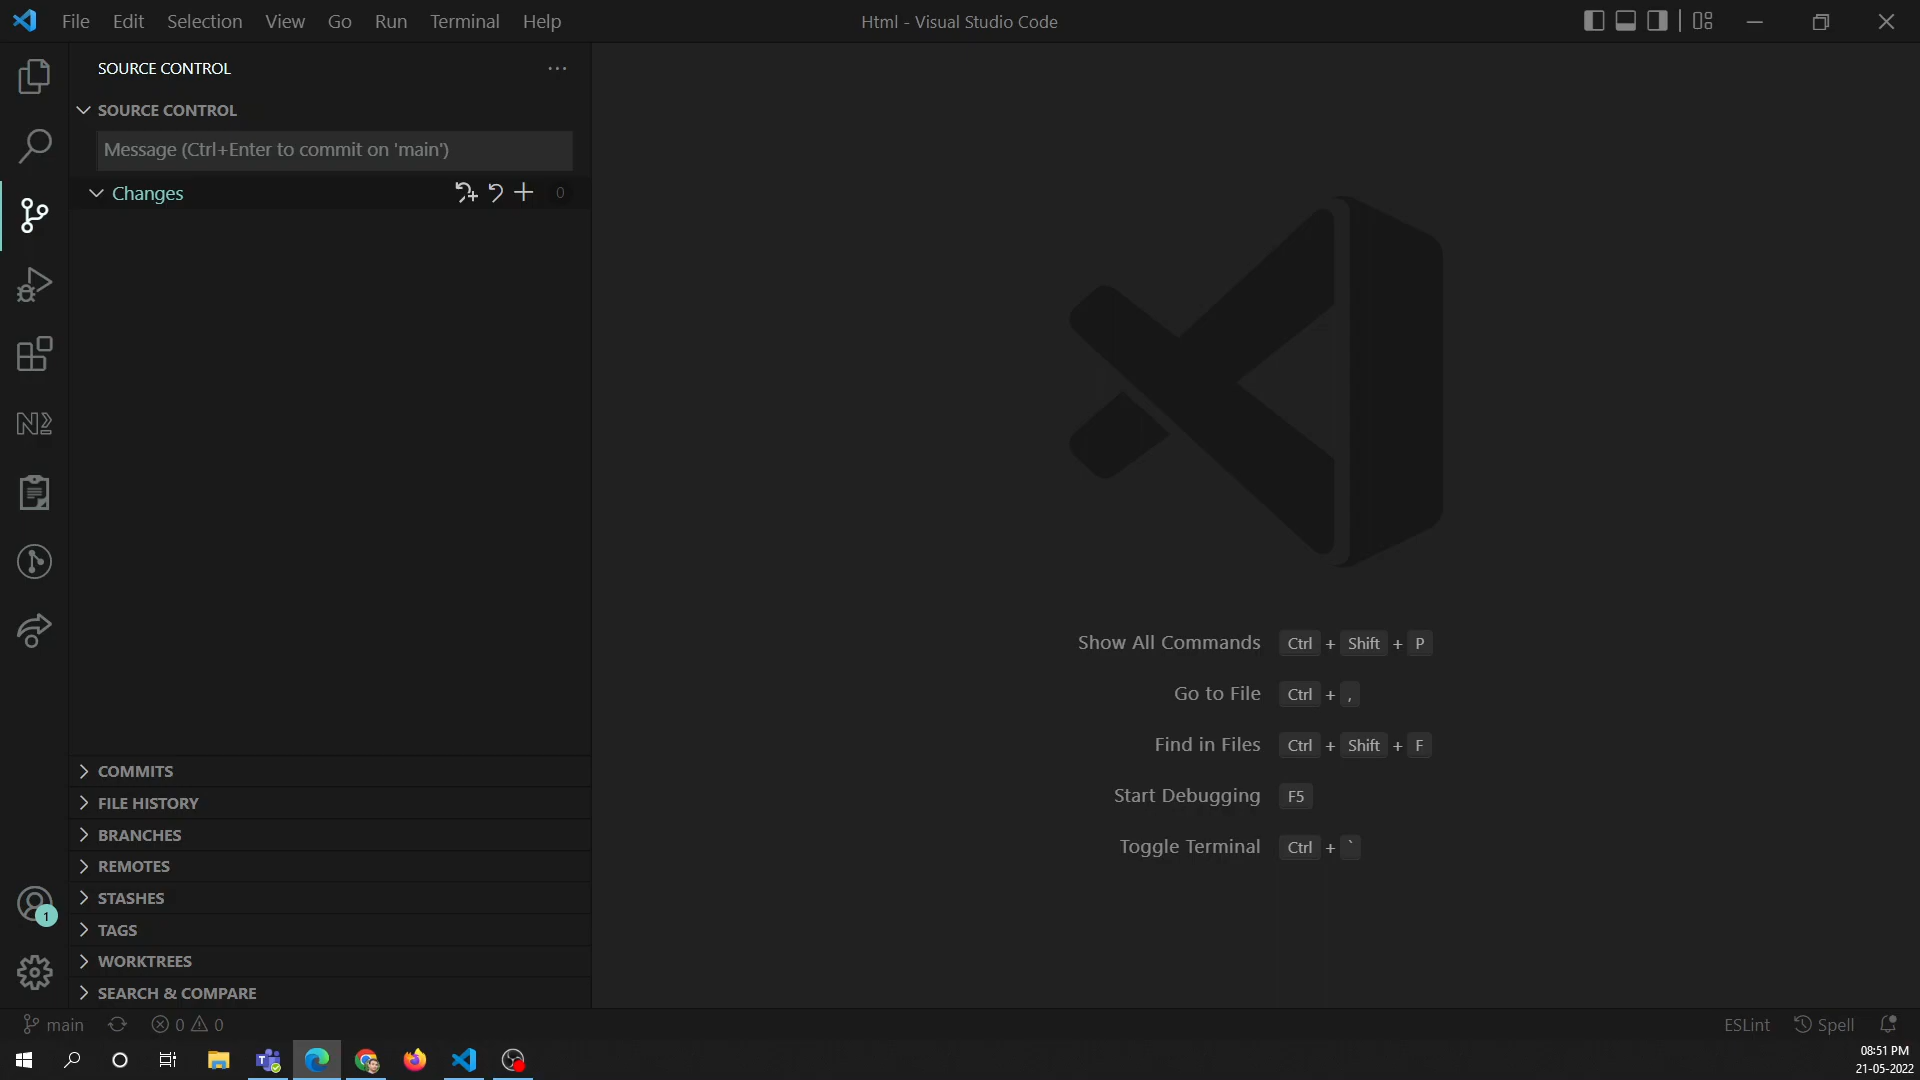 File Edit Selection View Go Run Terminal Help
Html - Visual Studio Code
SOURCE CONTROL
SOURCE CONTROL
Message (Ctrl+Enter to commit on 'main')
Changes 0
Show All Commands Ctrl + Shift + P
Go to File Ctrl + ,
Find in Files Ctrl + Shift + F
Start Debugging F5
Toggle Terminal Ctrl + `
COMMITS
FILE HISTORY
BRANCHES
REMOTES
STASHES
TAGS
WORKTREES
SEARCH & COMPARE
1
main 0 0
ESLint Spell
08:51 PM
21-05-2022